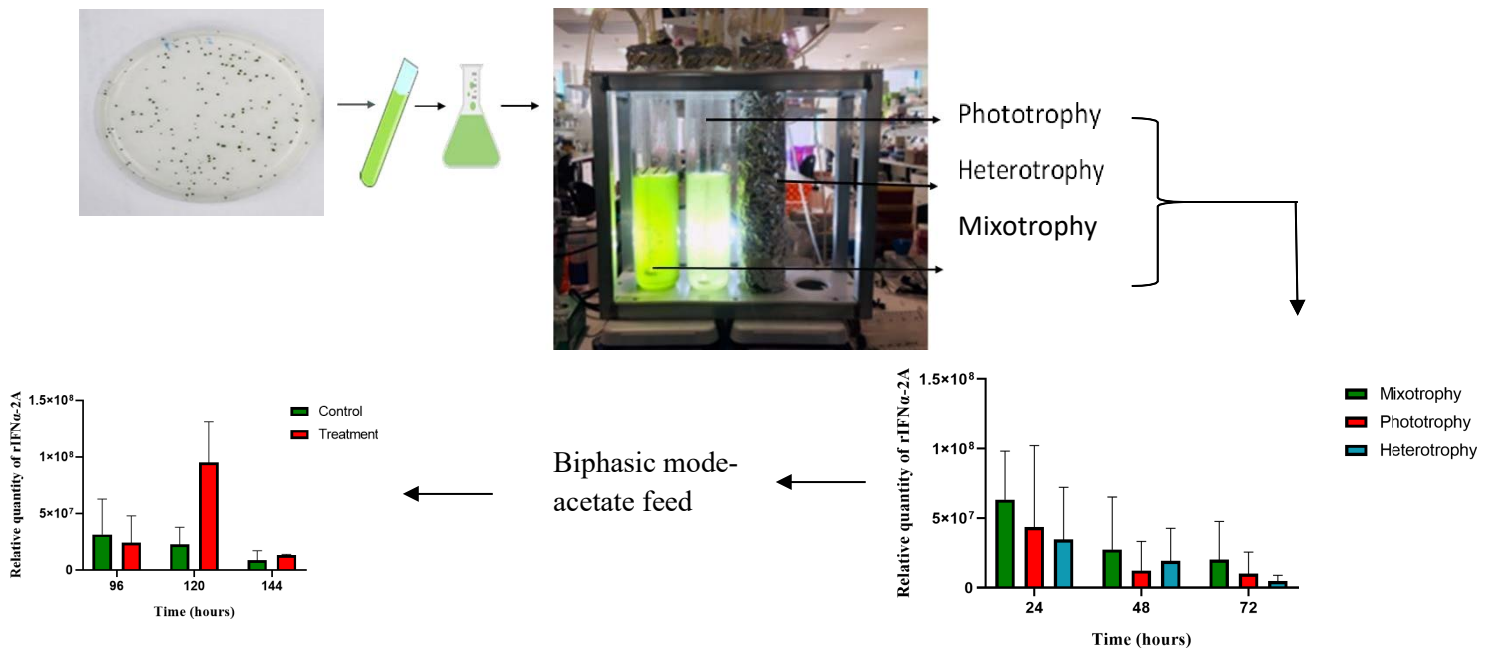 Phototrophy
Heterotrophy
Mixotrophy
Relative quantity of rIFNα-2A
1.5×10⁸
1×10⁸
5×10⁷
0
24
48
72
Time (hours)
Mixotrophy
Phototrophy
Heterotrophy
Biphasic mode-
acetate feed
Relative quantity of rIFNα-2A
1.5×10⁸
1×10⁸
5×10⁷
0
96
120
144
Time (hours)
Control
Treatment